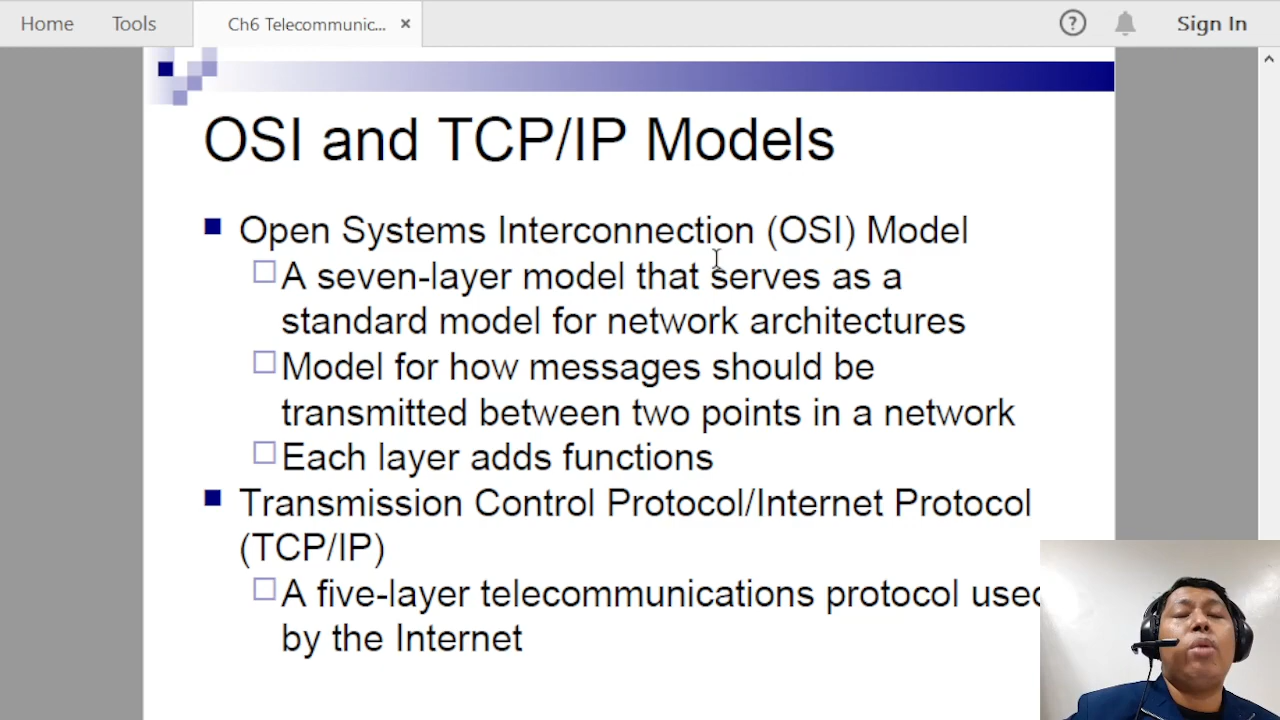 Home Tools Ch6 Telecommunic... × ? Sign In
OSI and TCP/IP Models
Open Systems Interconnection (OSI) Model
A seven-layer model that serves as a
standard model for network architectures
Model for how messages should be
transmitted between two points in a network
Each layer adds functions
Transmission Control Protocol/Internet Protocol
(TCP/IP)
A five-layer telecommunications protocol used
by the Internet